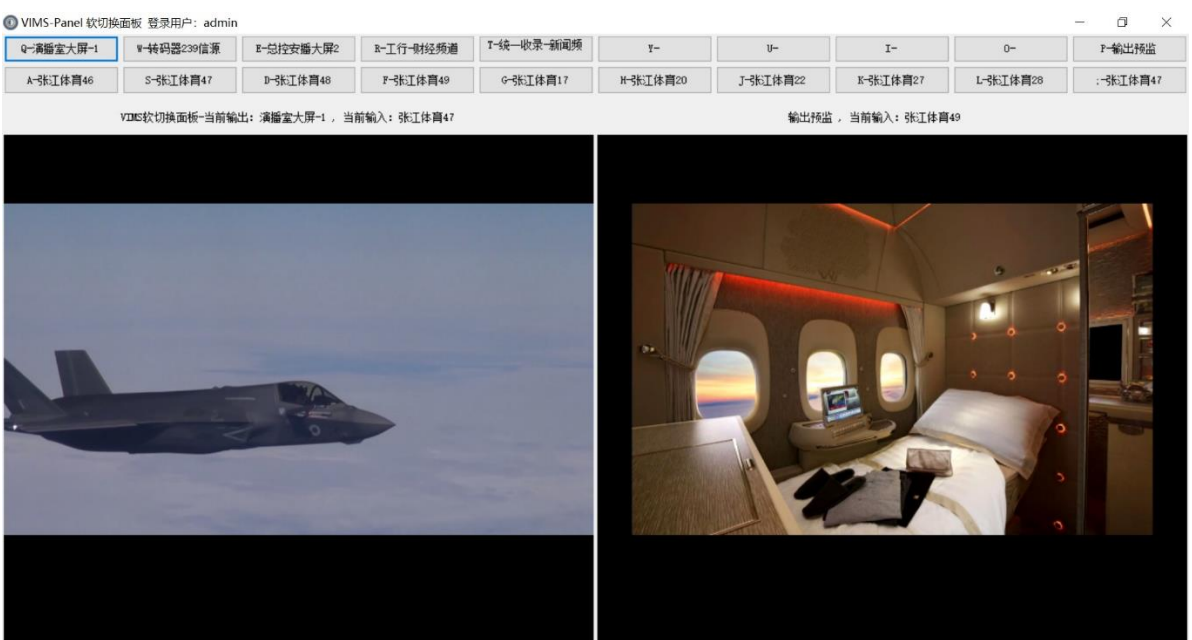 VIMS-Panel 软切换面板 登录用户：admin
Q-演播室大屏-1 W-转码器239信源 E-总控安播大屏2 R-工行-财经频道 T-统一收录-新闻频 Y- U- I- O- P-输出预监
A-张江体育46 S-张江体育47 D-张江体育48 F-张江体育49 G-张江体育17 H-张江体育20 J-张江体育22 K-张江体育27 L-张江体育28 ;-张江体育47
VIMS软切换面板-当前输出：演播室大屏-1 ，当前输入：张江体育47 输出预监 ，当前输入：张江体育49